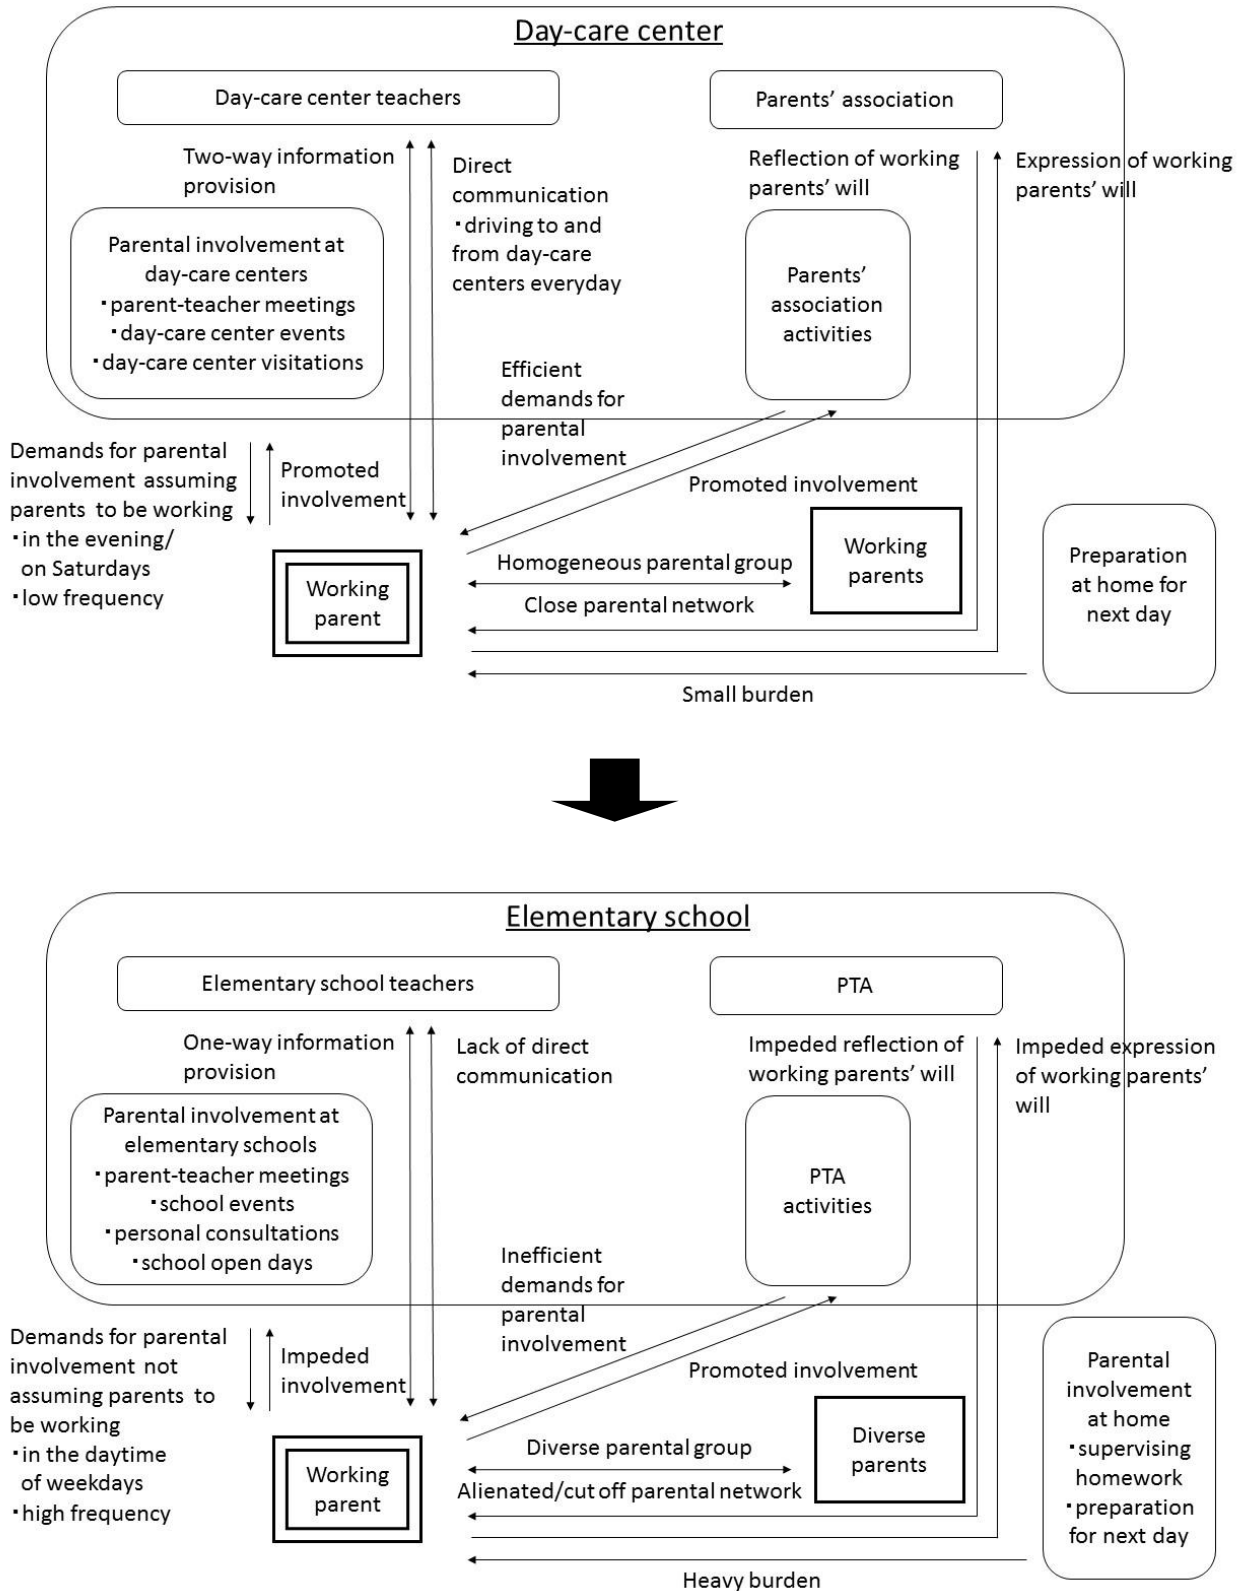 Day-care center
Day-care center teachers
Parents' association
Two-way information
provision
Direct
communication
・driving to and
from day-care
centers everyday
Reflection of working
parents' will
Expression of working
parents' will
Parental involvement at
day-care centers
・parent-teacher meetings
・day-care center events
・day-care center visitations
Parents'
association
activities
Efficient
demands for
parental
involvement
Demands for parental
involvement assuming
parents to be working
・in the evening/
on Saturdays
・low frequency
Promoted
involvement
Promoted involvement
Working
parent
Homogeneous parental group
Close parental network
Working
parents
Preparation
at home for
next day
Small burden
Elementary school
Elementary school teachers
PTA
One-way information
provision
Lack of direct
communication
Impeded reflection of
working parents' will
Impeded expression
of working parents'
will
Parental involvement at
elementary schools
・parent-teacher meetings
・school events
・personal consultations
・school open days
PTA
activities
Inefficient
demands for
parental
involvement
Demands for parental
involvement not
assuming parents to
be working
・in the daytime
of weekdays
・high frequency
Impeded
involvement
Promoted involvement
Working
parent
Diverse parental group
Alienated/cut off parental network
Diverse
parents
Parental
involvement
at home
・supervising
homework
・preparation
for next day
Heavy burden